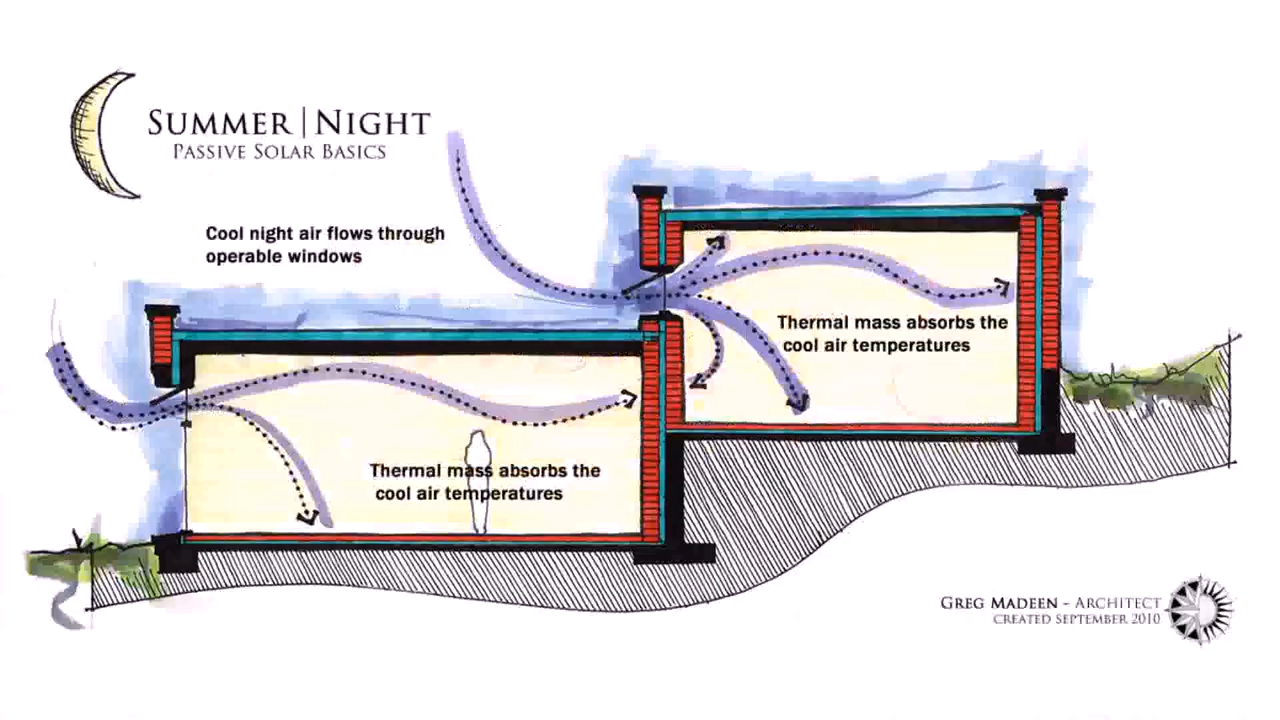 SUMMER | NIGHT
PASSIVE SOLAR BASICS
Cool night air flows through
operable windows
Thermal mass absorbs the
cool air temperatures
Thermal mass absorbs the
cool air temperatures
GREG MADEEN - ARCHITECT
CREATED SEPTEMBER 2010